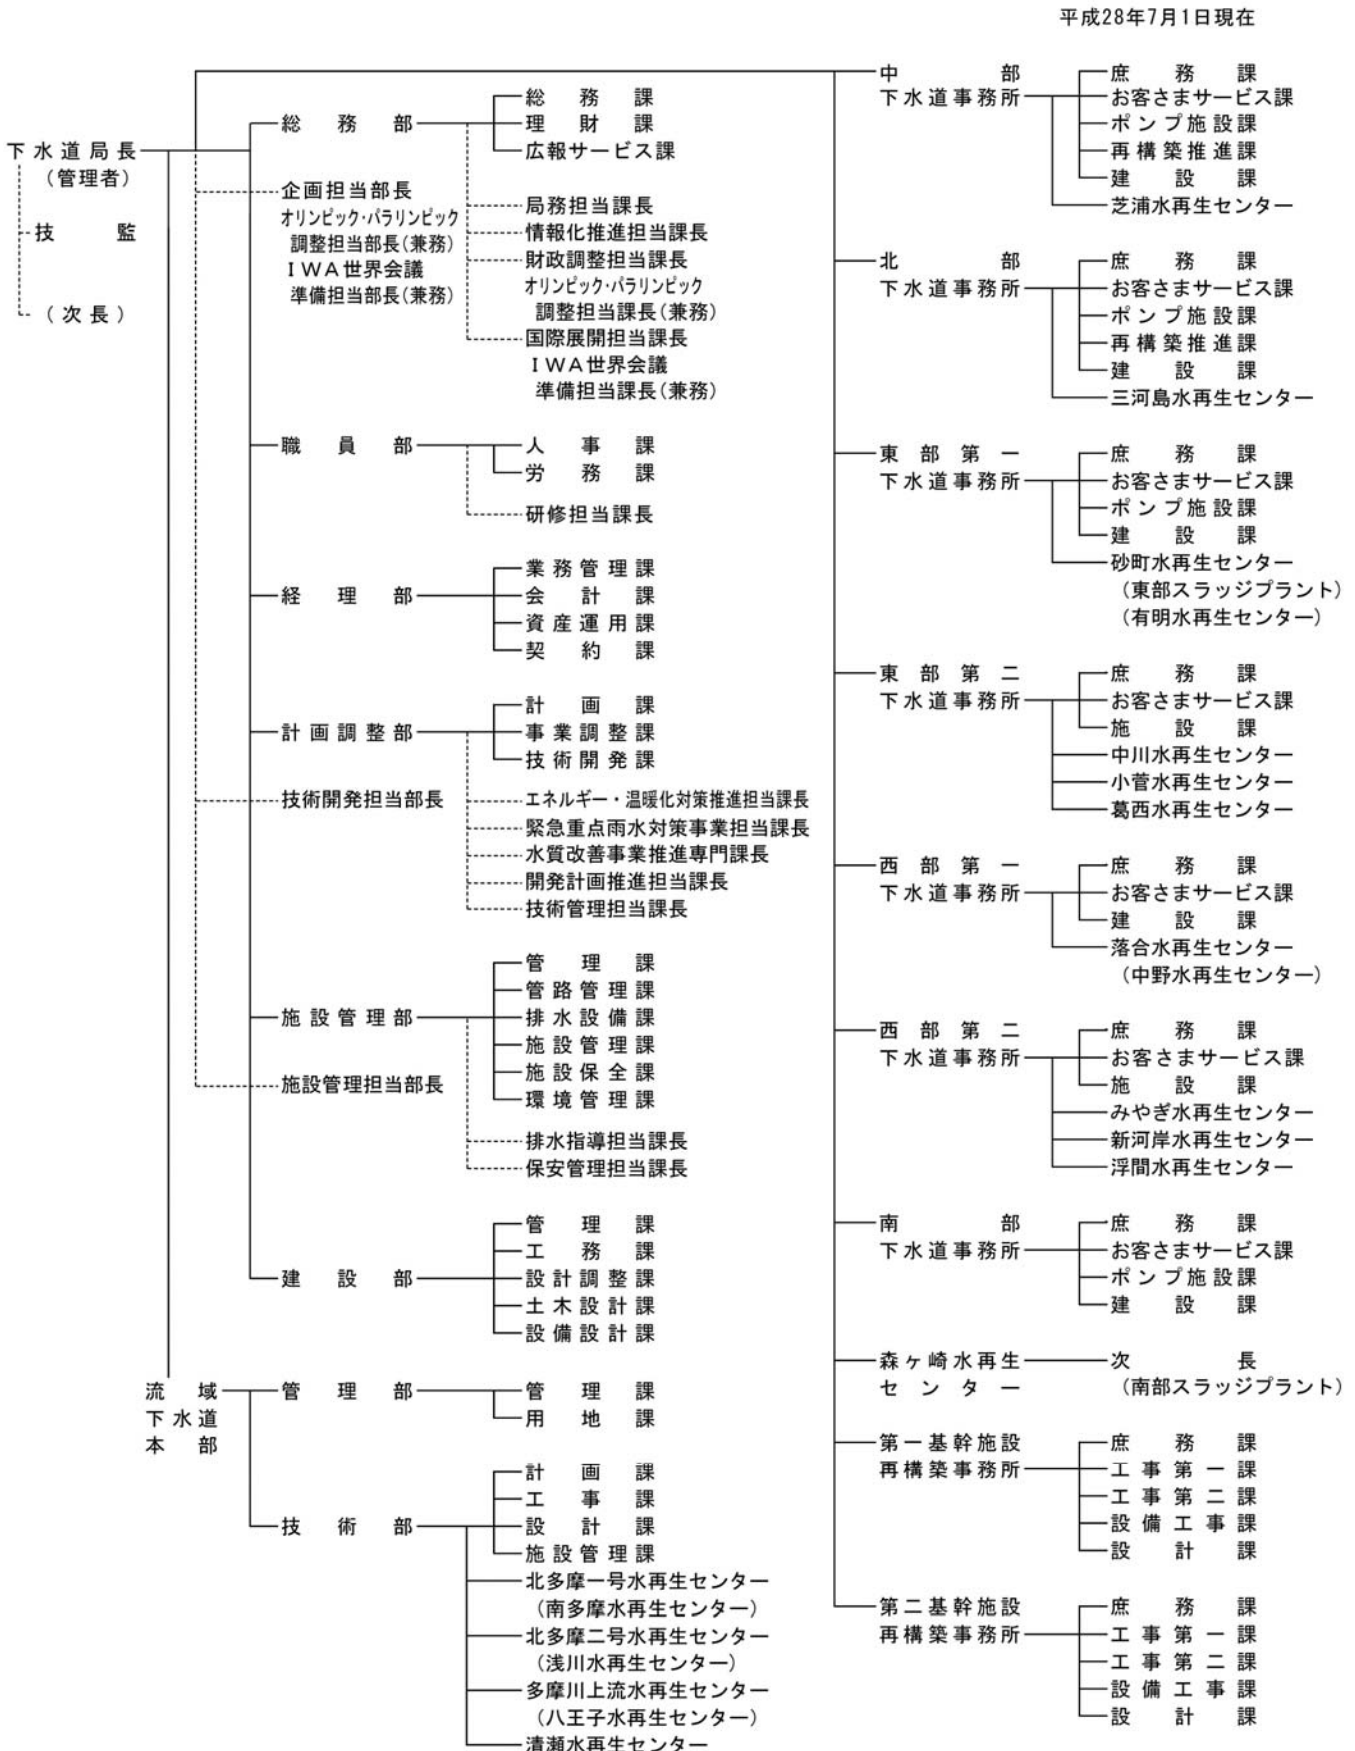 平成28年7月1日現在
下水道局長
(管理者)
技監
(次長)
総務部
総務課
理財課
広報サービス課
企画担当部長
オリンピック・パラリンピック
調整担当部長(兼務)
IWA世界会議
準備担当部長(兼務)
局務担当課長
情報化推進担当課長
財政調整担当課長
オリンピック・パラリンピック
調整担当課長(兼務)
国際展開担当課長
IWA世界会議
準備担当課長(兼務)
職員部
人事課
労務課
研修担当課長
経理部
業務管理課
会計課
資産運用課
契約課
計画調整部
計画課
事業調整課
技術開発課
技術開発担当部長
エネルギー・温暖化対策推進担当課長
緊急重点雨水対策事業担当課長
水質改善事業推進専門課長
開発計画推進担当課長
技術管理担当課長
施設管理部
管理課
管路管理課
排水設備課
施設管理課
施設保全課
環境管理課
施設管理担当部長
排水指導担当課長
保安管理担当課長
建設部
管理課
工務課
設計調整課
土木設計課
設備設計課
流域
下水道
本部
管理部
管理課
用地課
技術部
計画課
工事課
設計課
施設管理課
北多摩一号水再生センター
(南多摩水再生センター)
北多摩二号水再生センター
(浅川水再生センター)
多摩川上流水再生センター
(八王子水再生センター)
清瀬水再生センター
中部
下水道事務所
庶務課
お客さまサービス課
ポンプ施設課
再構築推進課
建設課
芝浦水再生センター
北部
下水道事務所
庶務課
お客さまサービス課
ポンプ施設課
再構築推進課
建設課
三河島水再生センター
東部第一
下水道事務所
庶務課
お客さまサービス課
ポンプ施設課
建設課
砂町水再生センター
(東部スラッジプラント)
(有明水再生センター)
東部第二
下水道事務所
庶務課
お客さまサービス課
施設課
中川水再生センター
小菅水再生センター
葛西水再生センター
西部第一
下水道事務所
庶務課
お客さまサービス課
建設課
落合水再生センター
(中野水再生センター)
西部第二
下水道事務所
庶務課
お客さまサービス課
施設課
みやぎ水再生センター
新河岸水再生センター
浮間水再生センター
南部
下水道事務所
庶務課
お客さまサービス課
ポンプ施設課
建設課
森ヶ崎水再生
センター
次長
(南部スラッジプラント)
第一基幹施設
再構築事務所
庶務課
工事第一課
工事第二課
設備工事課
設計課
第二基幹施設
再構築事務所
庶務課
工事第一課
工事第二課
設備工事課
設計課